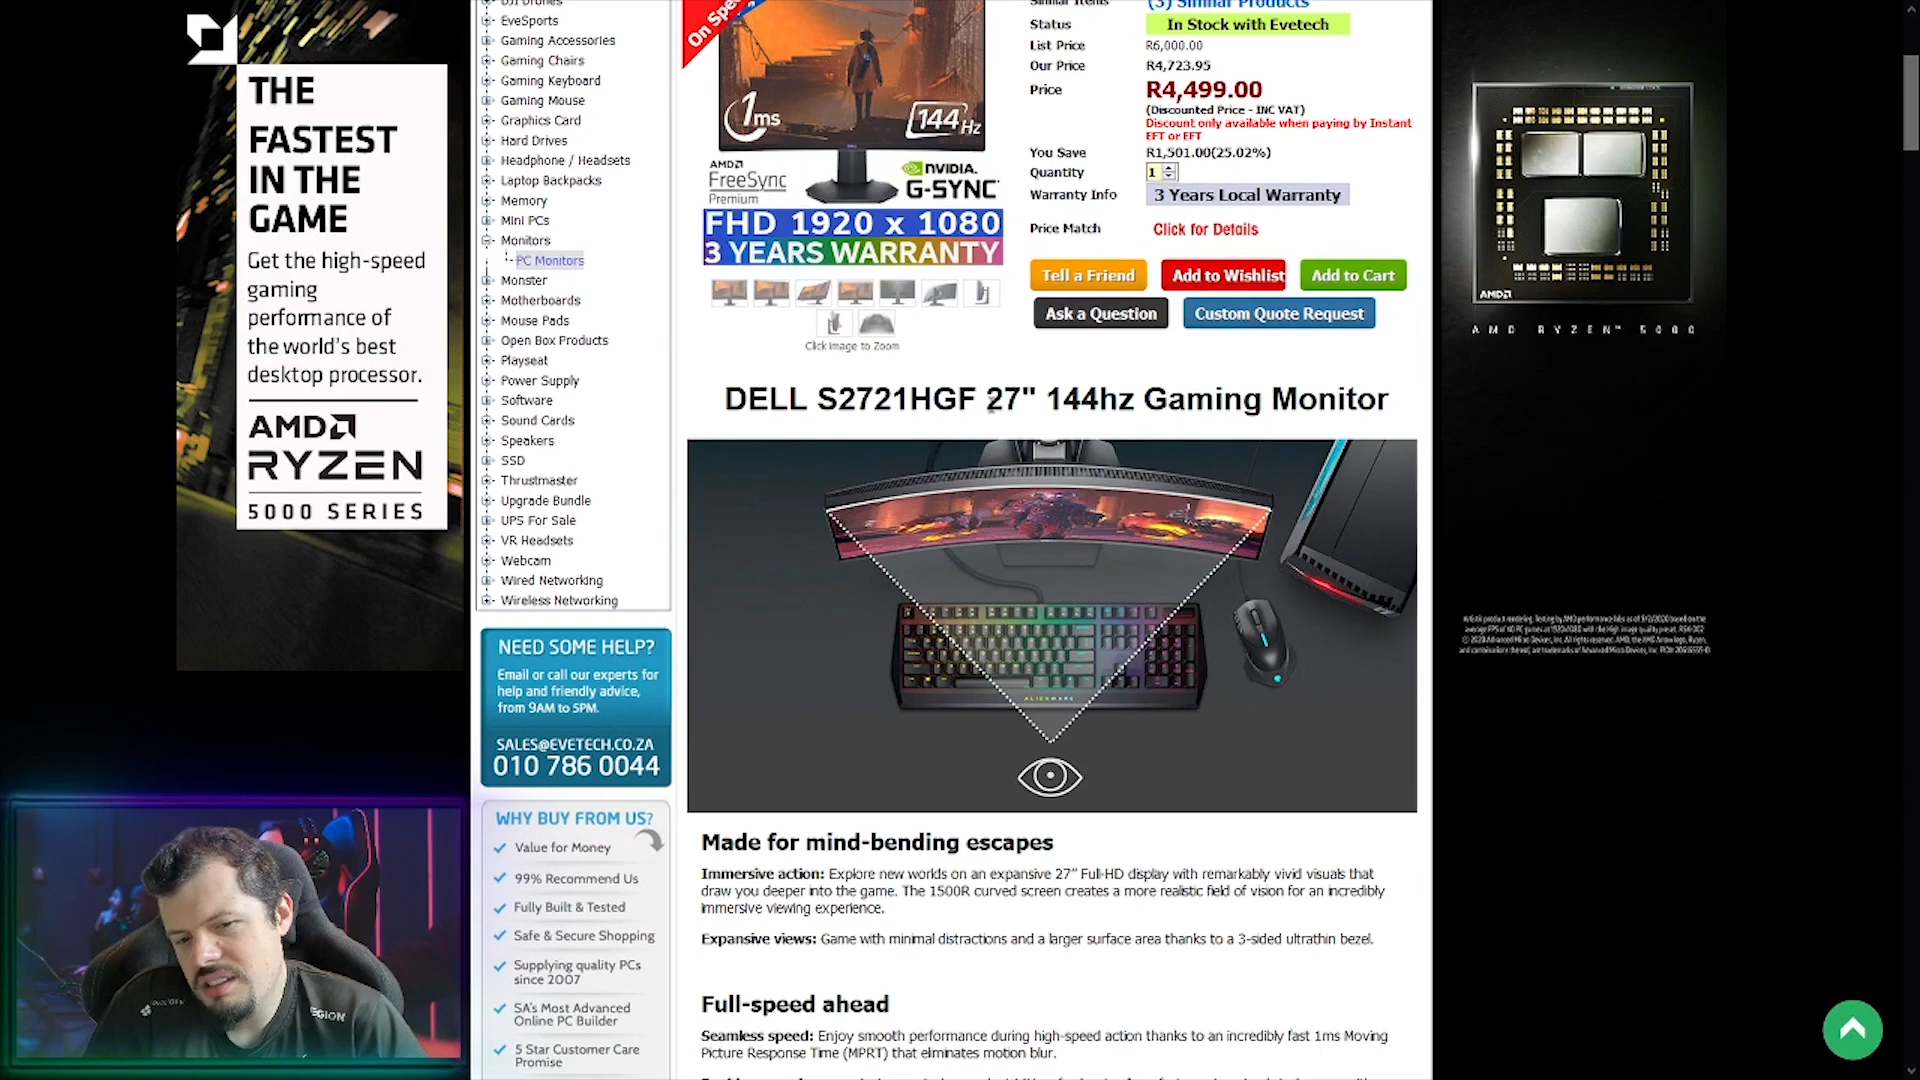 THE
FASTEST
IN THE
GAME
Get the high-speed
gaming
performance of
the world's best
desktop processor.
AMD
RYZEN
5000 SERIES
DJI Drones
EveSports
Gaming Accessories
Gaming Chairs
Gaming Keyboard
Gaming Mouse
Graphics Card
Hard Drives
Headphone / Headsets
Laptop Backpacks
Memory
Mini PCs
Monitors
PC Monitors
Monster
Motherboards
Mouse Pads
Open Box Products
Playseat
Power Supply
Software
Sound Cards
Speakers
SSD
Thrustmaster
Upgrade Bundle
UPS For Sale
VR Headsets
Webcam
Wired Networking
Wireless Networking
NEED SOME HELP?
Email or call our experts for
help and friendly advice,
from 9AM to 5PM.
SALES@EVETECH.CO.ZA
010 786 0044
WHY BUY FROM US?
Value for Money
99% Recommend Us
Fully Built & Tested
Safe & Secure Shopping
Supplying quality PCs
since 2007
SA's Most Advanced
Online PC Builder
5 Star Customer Care
Promise
On Spe
1ms
144Hz
AMD
FreeSync
Premium
NVIDIA.
G-SYNC
FHD 1920 x 1080
3 YEARS WARRANTY
Click Image to Zoom
Similar Items (3) Similar Products
Status In Stock with Evetech
List Price R6,000.00
Our Price R4,723.95
Price R4,499.00
(Discounted Price - INC VAT)
Discount only available when paying by Instant
EFT or EFT
You Save R1,501.00(25.02%)
Quantity 1
Warranty Info 3 Years Local Warranty
Price Match Click for Details
Tell a Friend Add to Wishlist Add to Cart
Ask a Question Custom Quote Request
DELL S2721HGF 27" 144hz Gaming Monitor
ALIENWARE
Made for mind-bending escapes
Immersive action: Explore new worlds on an expansive 27" Full-HD display with remarkably vivid visuals that
draw you deeper into the game. The 1500R curved screen creates a more realistic field of vision for an incredibly
immersive viewing experience.
Expansive views: Game with minimal distractions and a larger surface area thanks to a 3-sided ultrathin bezel.
Full-speed ahead
Seamless speed: Enjoy smooth performance during high-speed action thanks to an incredibly fast 1ms Moving
Picture Response Time (MPRT) that eliminates motion blur.
AMD
AMD RYZEN™ 5000